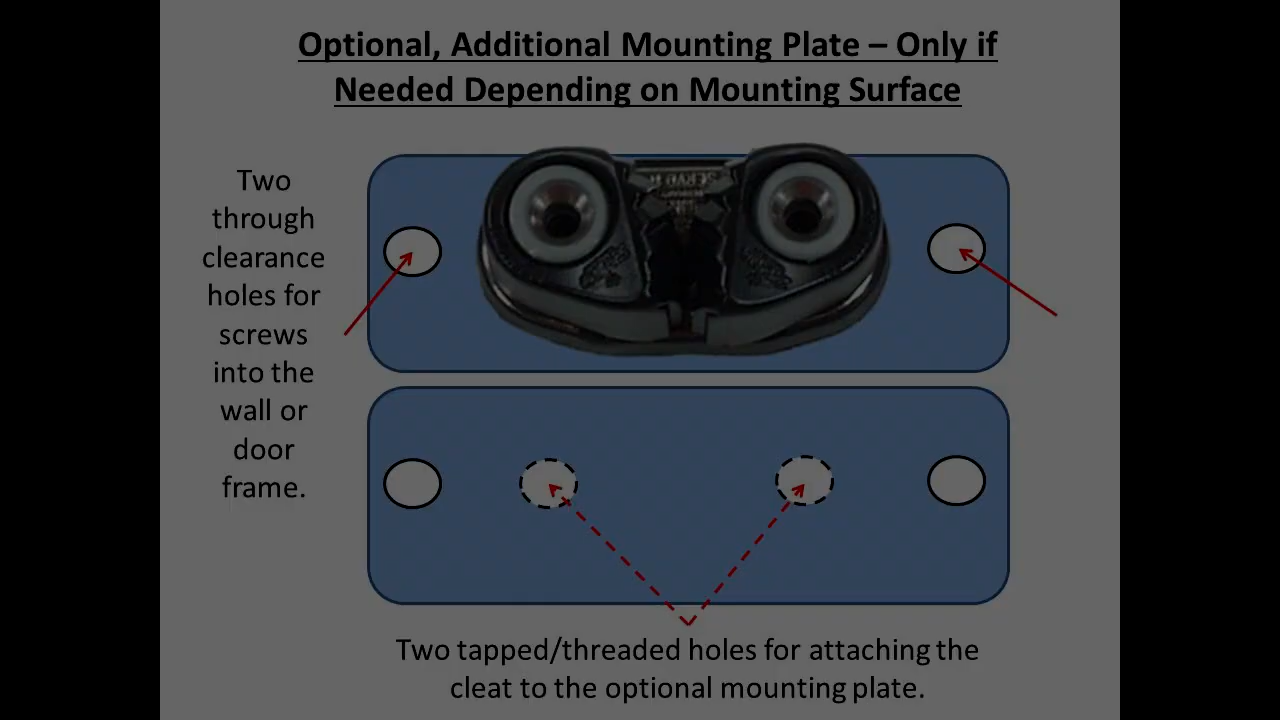 Optional, Additional Mounting Plate – Only if
Needed Depending on Mounting Surface
Two
through
clearance
holes for
screws
into the
wall or
door
frame.
Two tapped/threaded holes for attaching the
cleat to the optional mounting plate.